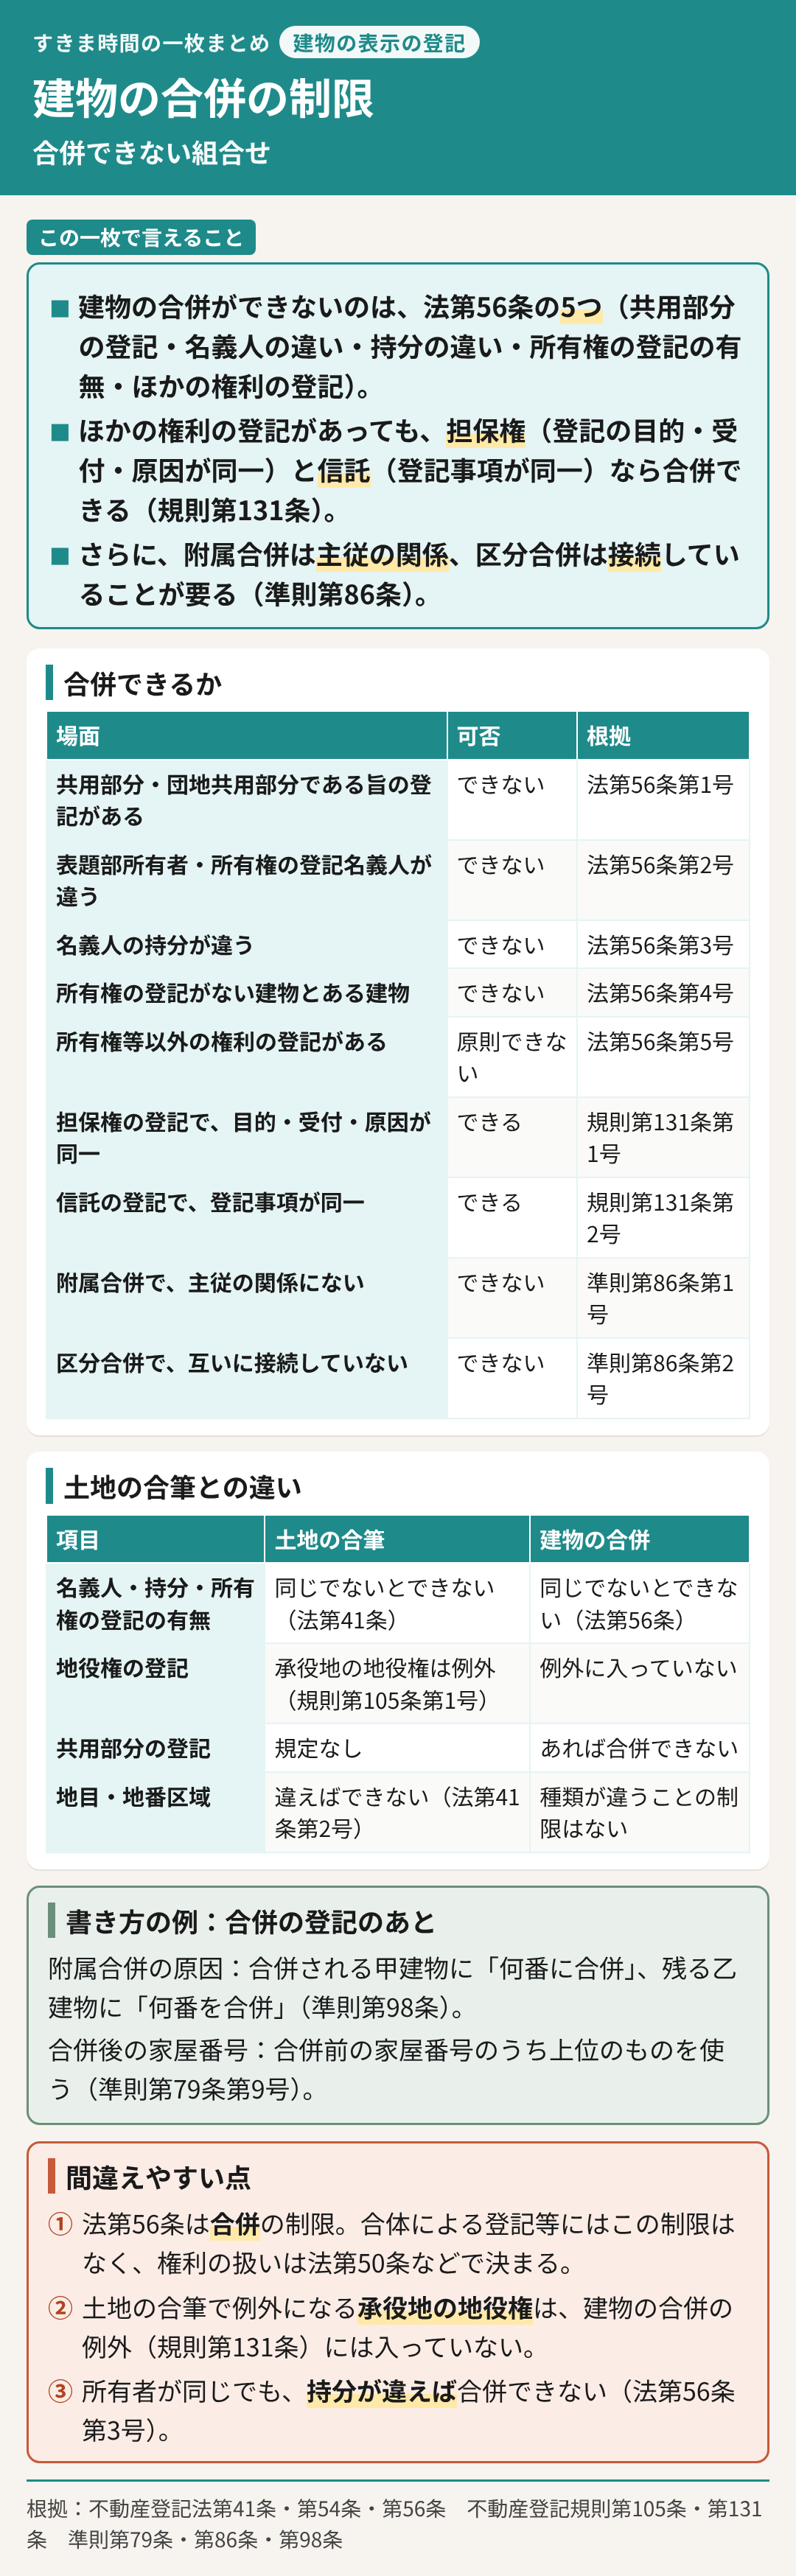 すきま時間の一枚まとめ 建物の表示の登記
建物の合併の制限
合併できない組合せ
この一枚で言えること
■ 建物の合併ができないのは、法第56条の5つ（共用部分
の登記・名義人の違い・持分の違い・所有権の登記の有
無・ほかの権利の登記）。
■ ほかの権利の登記があっても、担保権（登記の目的・受
付・原因が同一）と信託（登記事項が同一）なら合併で
きる（規則第131条）。
■ さらに、附属合併は主従の関係、区分合併は接続してい
ることが要る（準則第86条）。
合併できるか
場面 可否 根拠
共用部分・団地共用部分である旨の登 できない 法第56条第1号
記がある
表題部所有者・所有権の登記名義人が できない 法第56条第2号
違う
名義人の持分が違う できない 法第56条第3号
所有権の登記がない建物とある建物 できない 法第56条第4号
所有権等以外の権利の登記がある 原則できな 法第56条第5号
い
担保権の登記で、目的・受付・原因が できる 規則第131条第
同一 1号
信託の登記で、登記事項が同一 できる 規則第131条第
2号
附属合併で、主従の関係にない できない 準則第86条第1
号
区分合併で、互いに接続していない できない 準則第86条第2
号
土地の合筆との違い
項目 土地の合筆 建物の合併
名義人・持分・所有 同じでないとできない 同じでないとできな
権の登記の有無 （法第41条） い（法第56条）
地役権の登記 承役地の地役権は例外 例外に入っていない
（規則第105条第1号）
共用部分の登記 規定なし あれば合併できない
地目・地番区域 違えばできない（法第41 種類が違うことの制
条第2号） 限はない
書き方の例：合併の登記のあと
附属合併の原因：合併される甲建物に「何番に合併」、残る乙
建物に「何番を合併」（準則第98条）。
合併後の家屋番号：合併前の家屋番号のうち上位のものを使
う（準則第79条第9号）。
間違えやすい点
① 法第56条は合併の制限。合体による登記等にはこの制限は
なく、権利の扱いは法第50条などで決まる。
② 土地の合筆で例外になる承役地の地役権は、建物の合併の
例外（規則第131条）には入っていない。
③ 所有者が同じでも、持分が違えば合併できない（法第56条
第3号）。
根拠：不動産登記法第41条・第54条・第56条　不動産登記規則第105条・第131
条　準則第79条・第86条・第98条